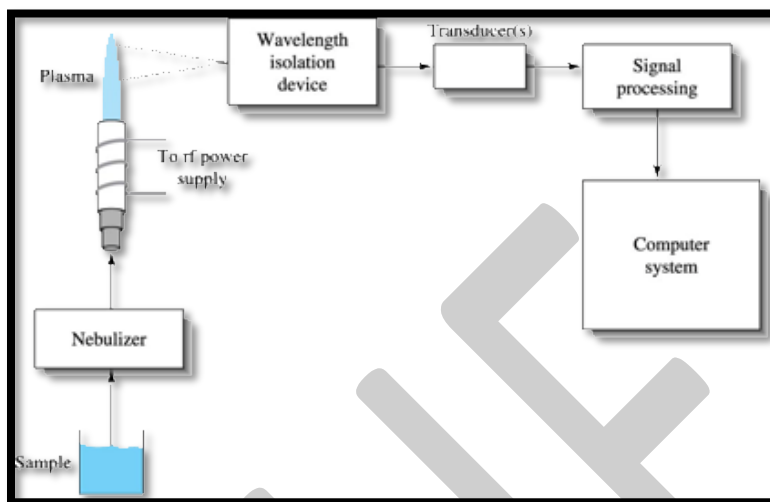 Plasma
Wavelength
isolation
device
Transducer(s)
Signal
processing
To rf power
supply
Computer
system
Nebulizer
Sample